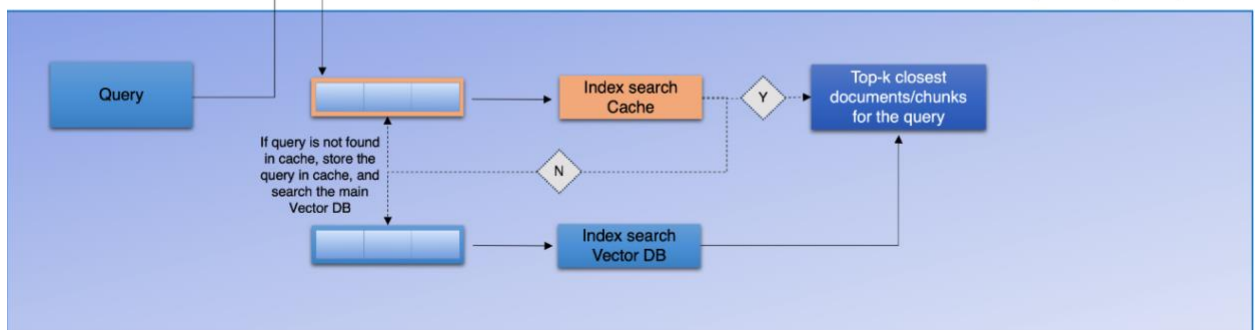 Query
Index search
Cache
Y
Top-k closest
documents/chunks
for the query
If query is not found
in cache, store the
query in cache, and
search the main
Vector DB
N
Index search
Vector DB